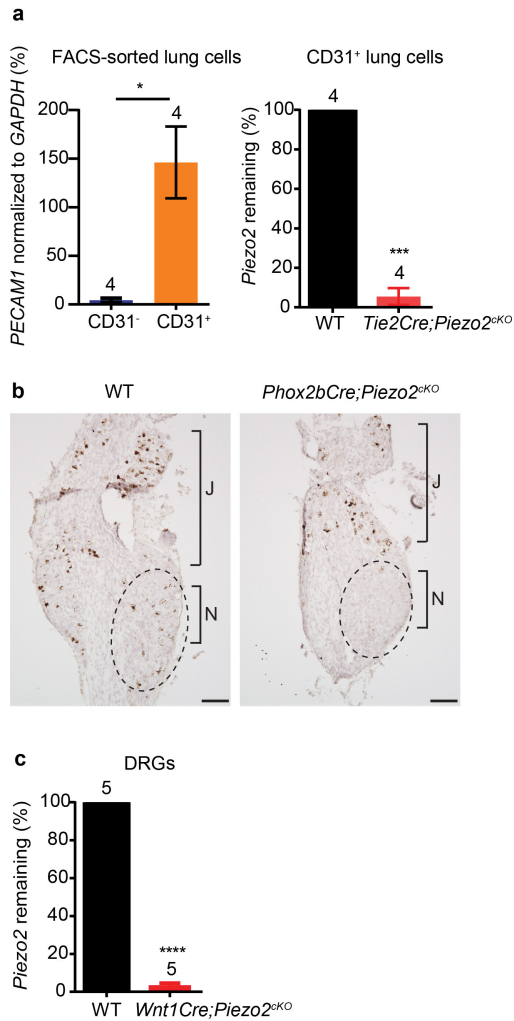 a
FACS-sorted lung cells
PECAM1 normalized to GAPDH (%)
200
150
100
50
0
*
4
4
CD31-
CD31+
CD31+ lung cells
Piezo2 remaining (%)
100
80
60
40
20
0
4
***
4
WT
Tie2Cre;Piezo2cKO
b
WT
Phox2bCre;Piezo2cKO
J
N
J
N
c
DRGs
Piezo2 remaining (%)
100
80
60
40
20
0
5
****
5
WT
Wnt1Cre;Piezo2cKO